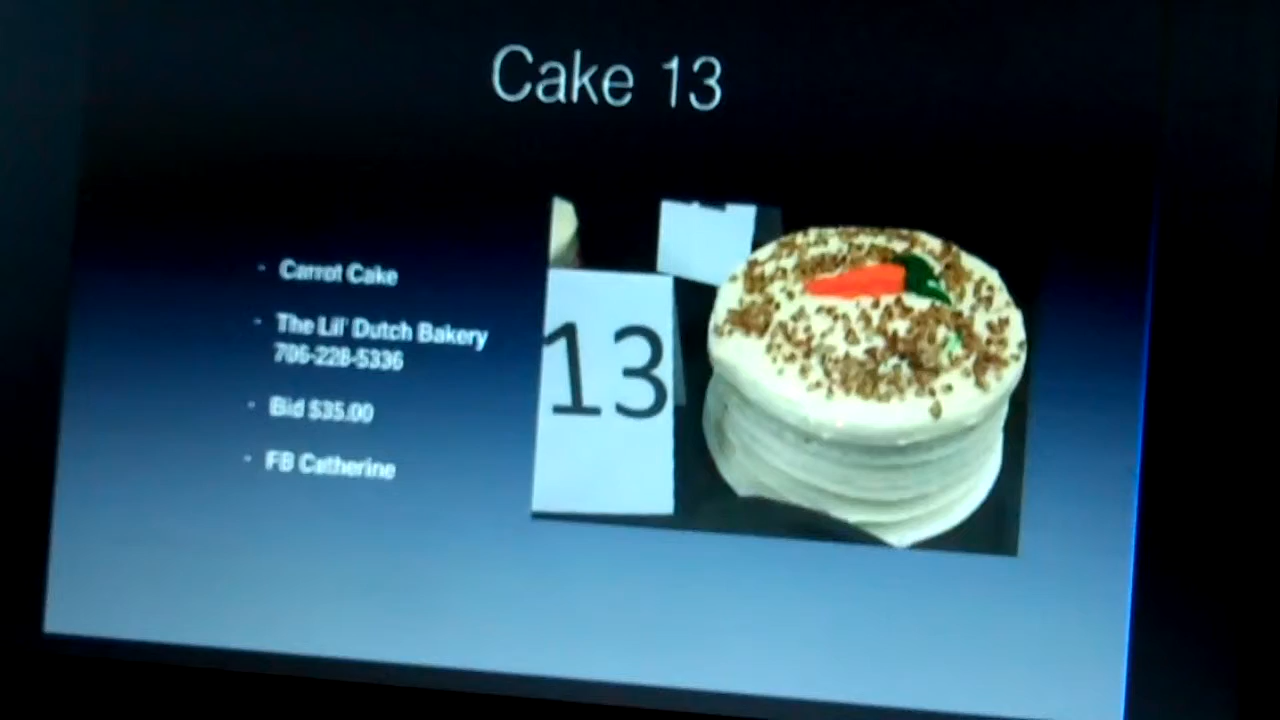 Cake 13
Carrot Cake
The Lil' Dutch Bakery
706-228-5336
Bid $35.00
FB Catherine
13